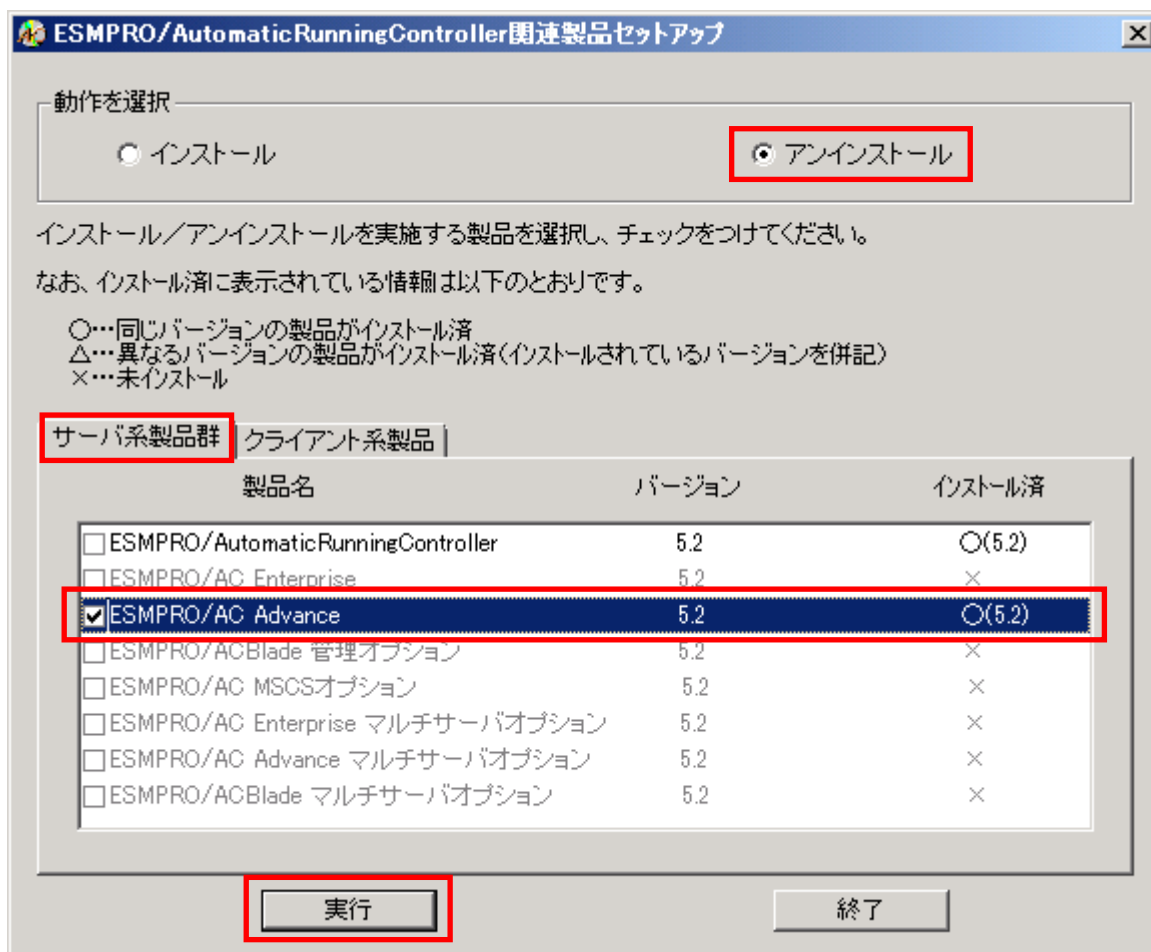 ESMPRO/AutomaticRunningController関連製品セットアップ
動作を選択
インストール
アンインストール
インストール／アンインストールを実施する製品を選択し、チェックをつけてください。
なお、インストール済に表示されている情報は以下のとおりです。
○…同じバージョンの製品がインストール済
△…異なるバージョンの製品がインストール済(インストールされているバージョンを併記)
×…未インストール
サーバ系製品群 クライアント系製品
製品名 バージョン インストール済
ESMPRO/AutomaticRunningController 5.2 ○(5.2)
ESMPRO/AC Enterprise 5.2 ×
ESMPRO/AC Advance 5.2 ○(5.2)
ESMPRO/ACBlade 管理オプション 5.2 ×
ESMPRO/AC MSCSオプション 5.2 ×
ESMPRO/AC Enterprise マルチサーバオプション 5.2 ×
ESMPRO/AC Advance マルチサーバオプション 5.2 ×
ESMPRO/ACBlade マルチサーバオプション 5.2 ×
実行 終了